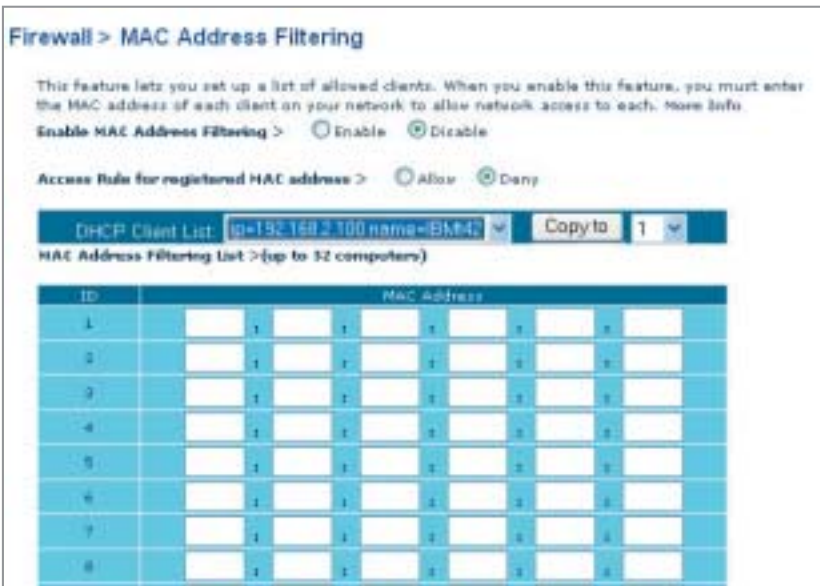 Firewall > MAC Address Filtering
This feature lets you set up a list of allowed clients. When you enable this feature, you must enter
the MAC address of each client on your network to allow network access to each. More Info
Enable MAC Address Filtering > Enable Disable
Access Rule for registered MAC address > Allow Deny
DHCP Client List: ip=192.168.2.100 name=IBM42 Copy to 1
MAC Address Filtering List >(up to 32 computers)
ID MAC Address
1 : : : : :
2 : : : : :
3 : : : : :
4 : : : : :
5 : : : : :
6 : : : : :
7 : : : : :
8 : : : : :